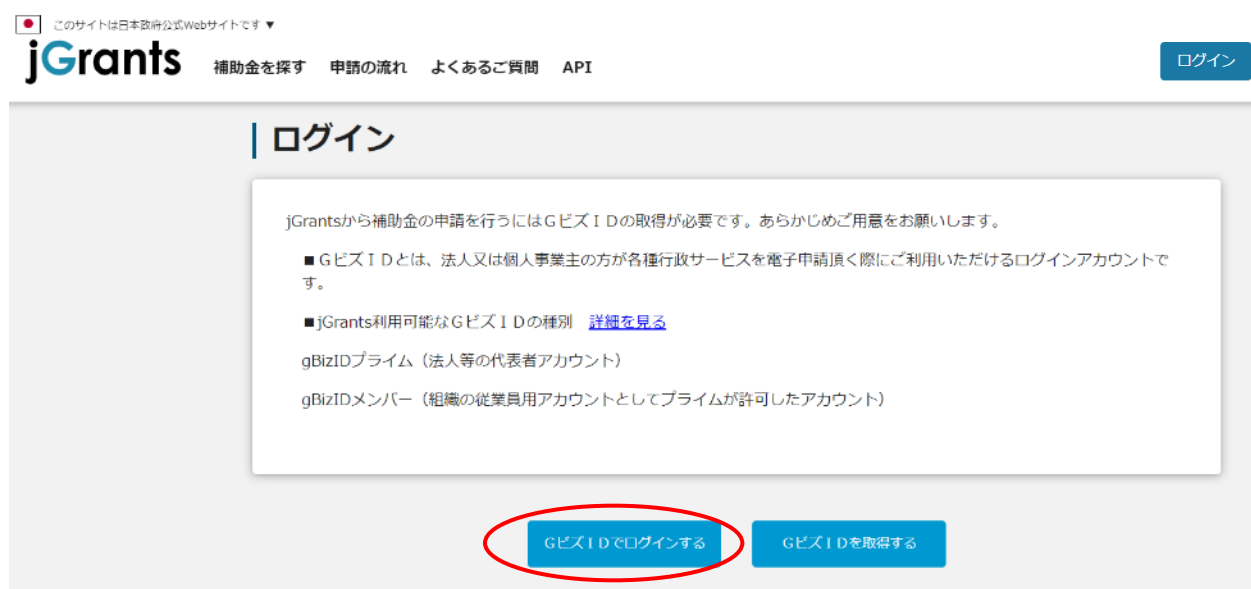 このサイトは日本政府公式Webサイトです ▼
jGrants 補助金を探す 申請の流れ よくあるご質問 API ログイン
ログイン
jGrantsから補助金の申請を行うにはGビズIDの取得が必要です。あらかじめご用意をお願いします。
■GビズIDとは、法人又は個人事業主の方が各種行政サービスを電子申請頂く際にご利用いただけるログインアカウントで
す。
■jGrants利用可能なGビズIDの種別 詳細を見る
gBizIDプライム（法人等の代表者アカウント）
gBizIDメンバー（組織の従業員用アカウントとしてプライムが許可したアカウント）
GビズIDでログインする GビズIDを取得する